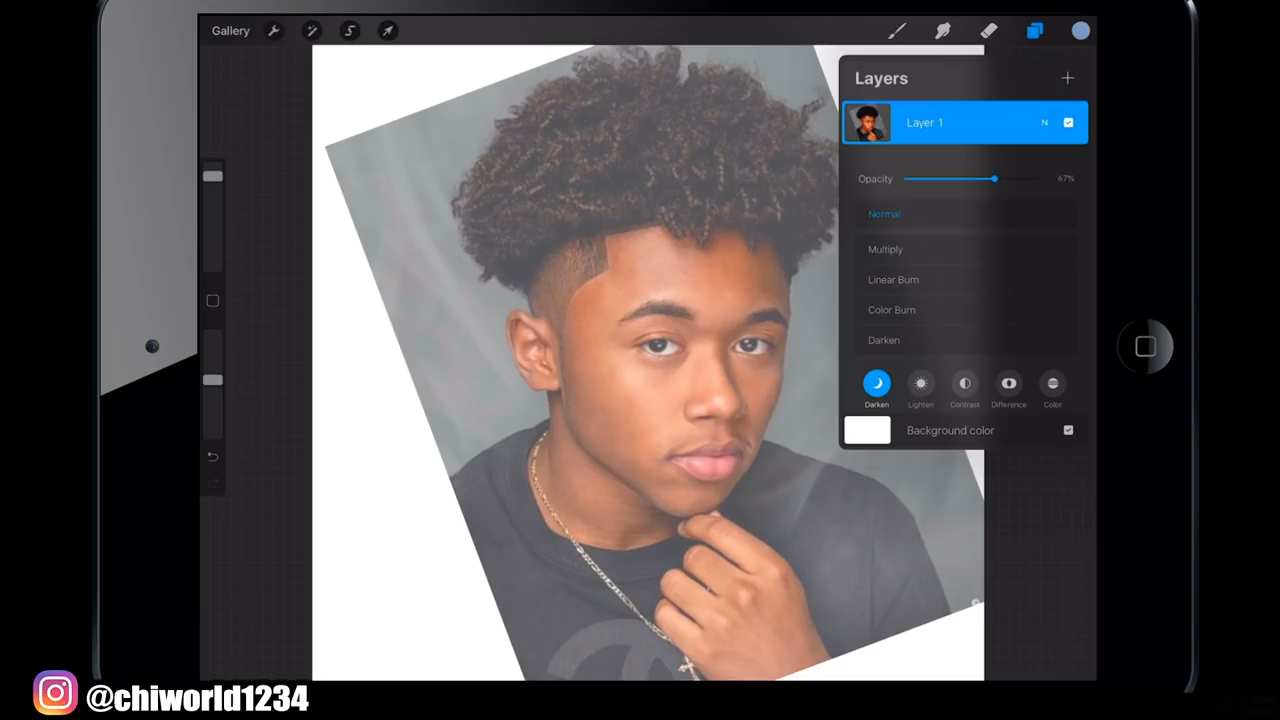 Gallery
Layers
Layer 1 N
Opacity 67%
Normal
Multiply
Linear Burn
Color Burn
Darken
Darken Lighten Contrast Difference Color
Background color
@chiworld1234